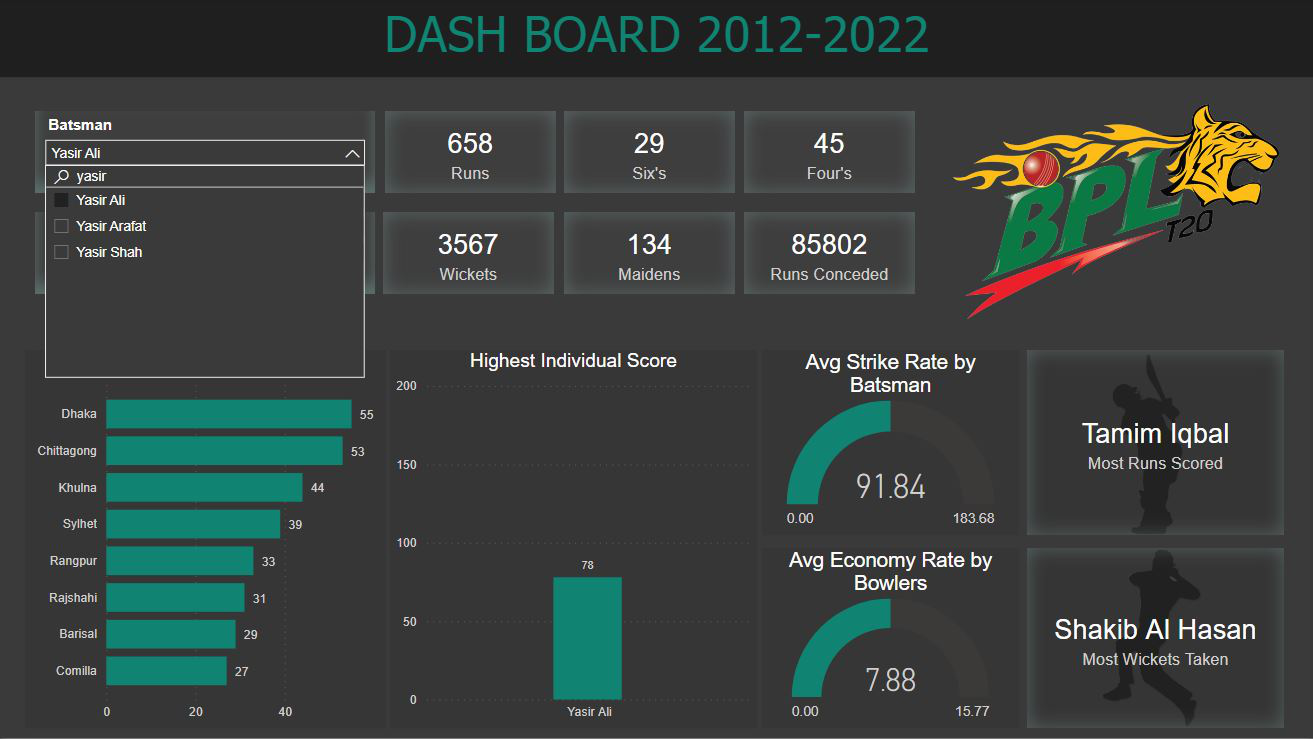 DASH BOARD 2012-2022
Batsman
Yasir Ali
yasir
Yasir Ali
Yasir Arafat
Yasir Shah
658
Runs
29
Six's
45
Four's
3567
Wickets
134
Maidens
85802
Runs Conceded
BPL
T20
Dhaka 55
Chittagong 53
Khulna 44
Sylhet 39
Rangpur 33
Rajshahi 31
Barisal 29
Comilla 27
0 20 40
Highest Individual Score
200
150
100
50
0
78
Yasir Ali
Avg Strike Rate by
Batsman
91.84
0.00 183.68
Avg Economy Rate by
Bowlers
7.88
0.00 15.77
Tamim Iqbal
Most Runs Scored
Shakib Al Hasan
Most Wickets Taken